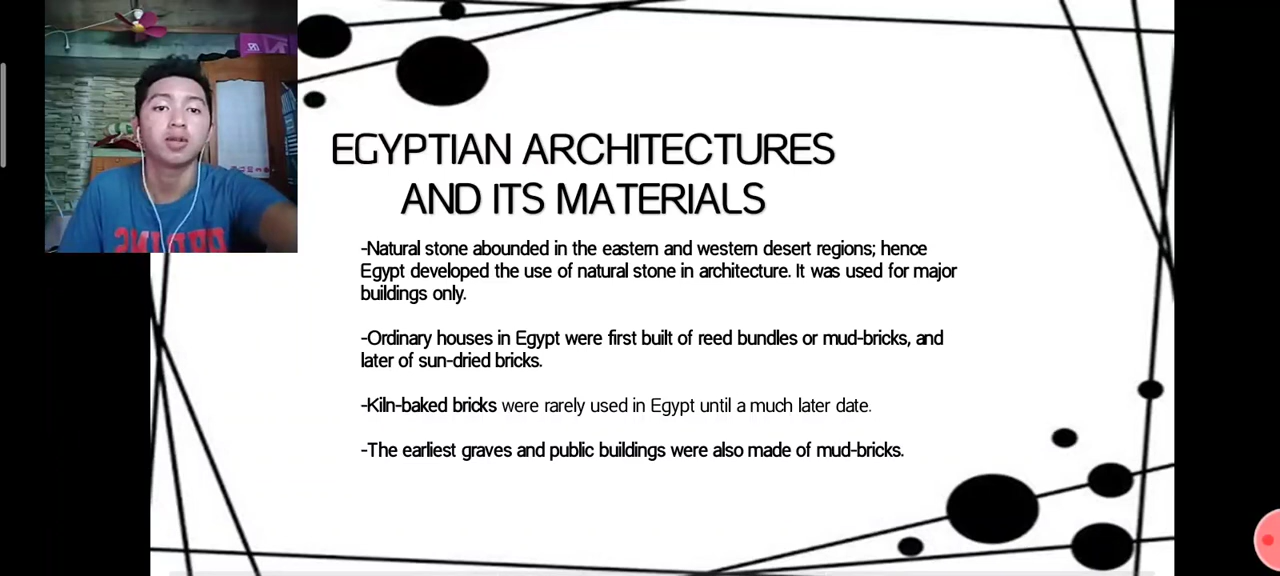 EGYPTIAN ARCHITECTURES
AND ITS MATERIALS
-Natural stone abounded in the eastern and western desert regions; hence
Egypt developed the use of natural stone in architecture. It was used for major
buildings only.
-Ordinary houses in Egypt were first built of reed bundles or mud-bricks, and
later of sun-dried bricks.
-Kiln-baked bricks were rarely used in Egypt until a much later date.
-The earliest graves and public buildings were also made of mud-bricks.